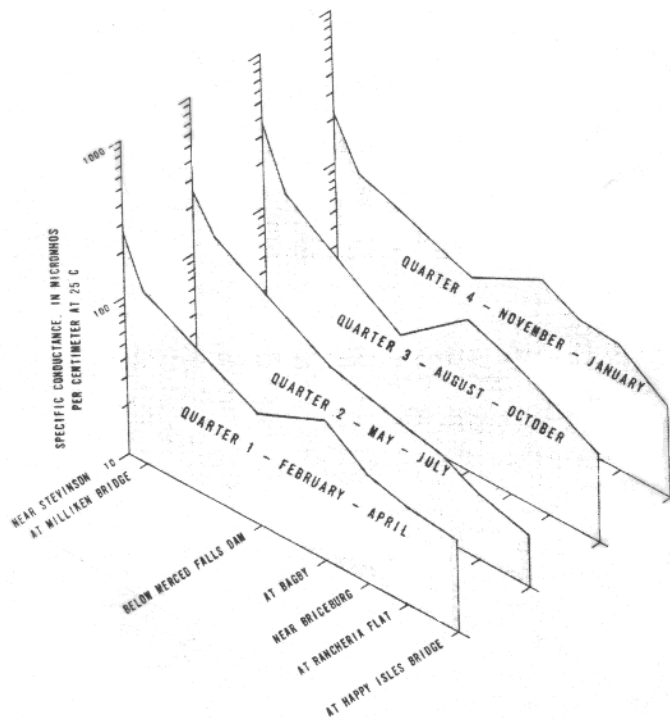 1000
100
10
SPECIFIC CONDUCTANCE, IN MICROMHOS
PER CENTIMETER AT 25 C
QUARTER 4 - NOVEMBER - JANUARY
QUARTER 3 - AUGUST - OCTOBER
QUARTER 2 - MAY - JULY
QUARTER 1 - FEBRUARY - APRIL
NEAR STEVINSON
AT MILLIKEN BRIDGE
BELOW MERCED FALLS DAM
AT BAGBY
NEAR BRICEBURG
AT RANCHERIA FLAT
AT HAPPY ISLES BRIDGE